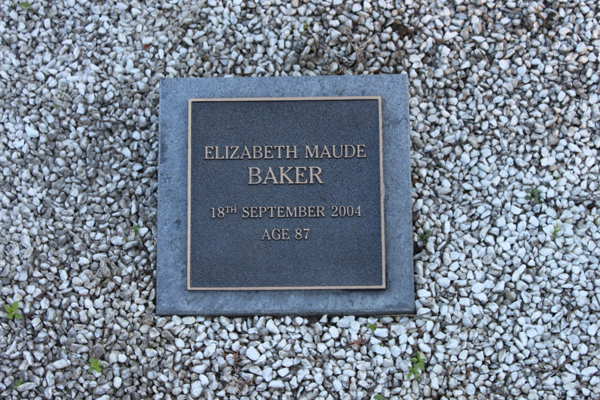 ELIZABETH MAUDE
BAKER
18TH SEPTEMBER 2004
AGE 87